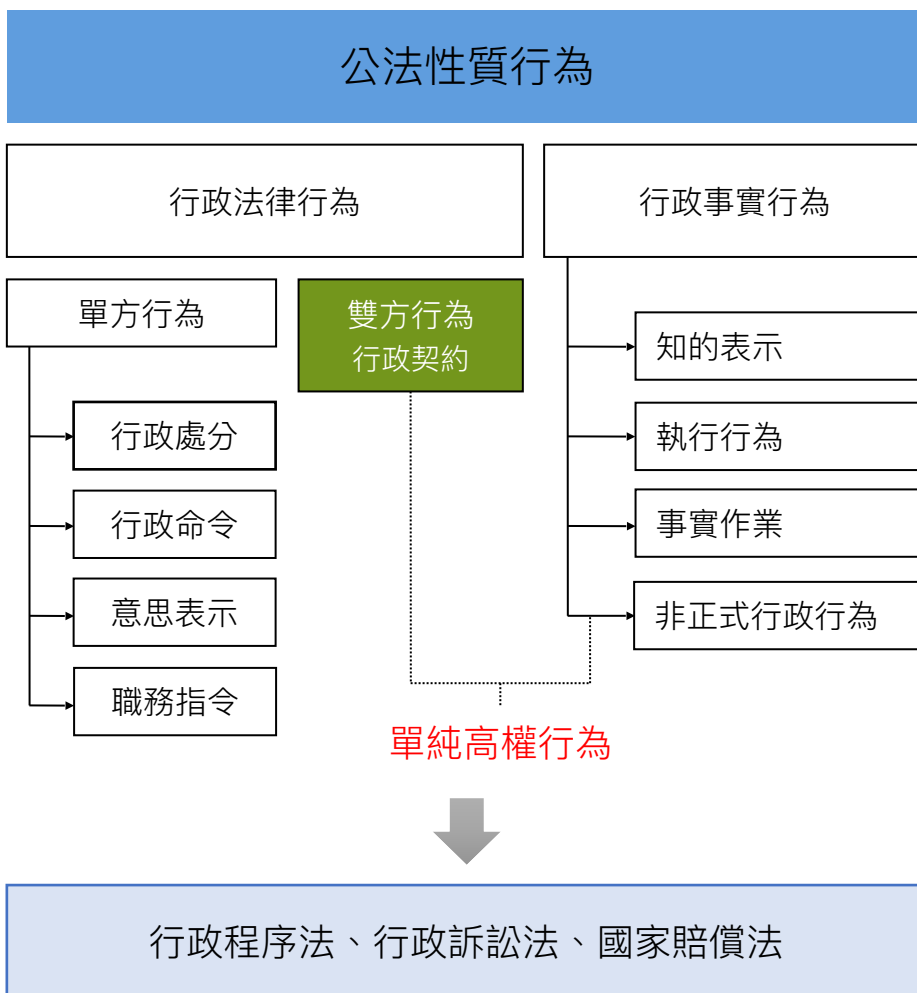 公法性質行為
行政法律行為
行政事實行為
單方行為
雙方行為
行政契約
知的表示
行政處分
執行行為
行政命令
事實作業
意思表示
非正式行政行為
職務指令
單純高權行為
行政程序法、行政訴訟法、國家賠償法